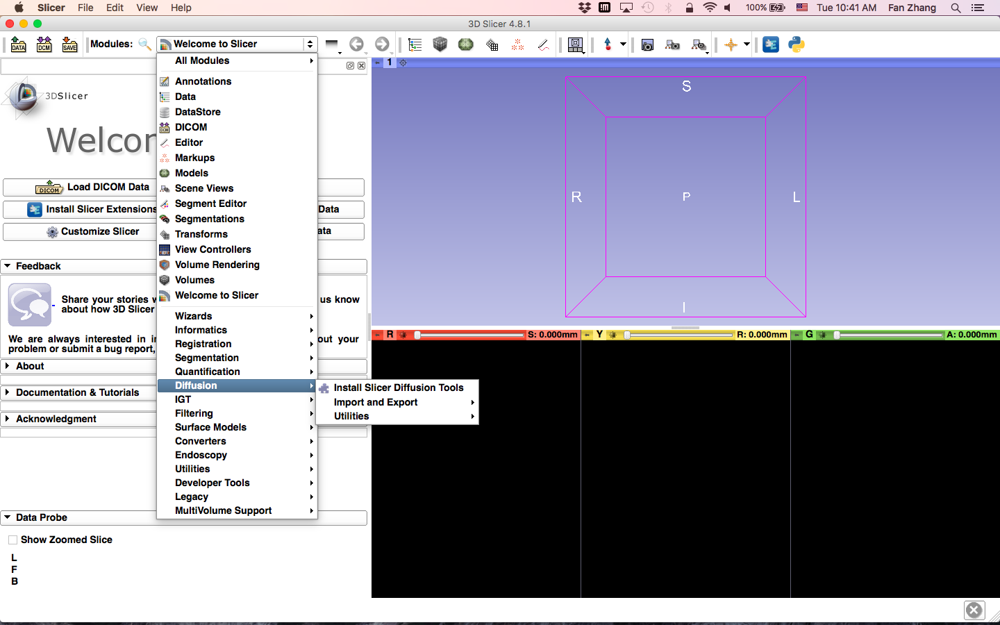 Slicer File Edit View Help 100% Tue 10:41 AM Fan Zhang
3D Slicer 4.8.1
DATA DCM SAVE Modules: Welcome to Slicer
All Modules
Annotations
Data
DataStore
DICOM
Editor
Markups
Models
Scene Views
Segment Editor
Segmentations
Transforms
View Controllers
Volume Rendering
Volumes
Welcome to Slicer
Wizards
Informatics
Registration
Segmentation
Quantification
Diffusion
IGT
Filtering
Surface Models
Converters
Endoscopy
Utilities
Developer Tools
Legacy
MultiVolume Support
Install Slicer Diffusion Tools
Import and Export
Utilities
3DSlicer
Welcom
DICOM Load DICOM Data
Install Slicer Extensions Data
Customize Slicer ata
Feedback
Share your stories us know
about how 3D Slicer
We are always interested in out your
problem or submit a bug report,
About
Documentation & Tutorials
Acknowledgment
Data Probe
Show Zoomed Slice
L
F
B
1
S
R P L
I
R S: 0.000mm Y R: 0.000mm G A: 0.000mm